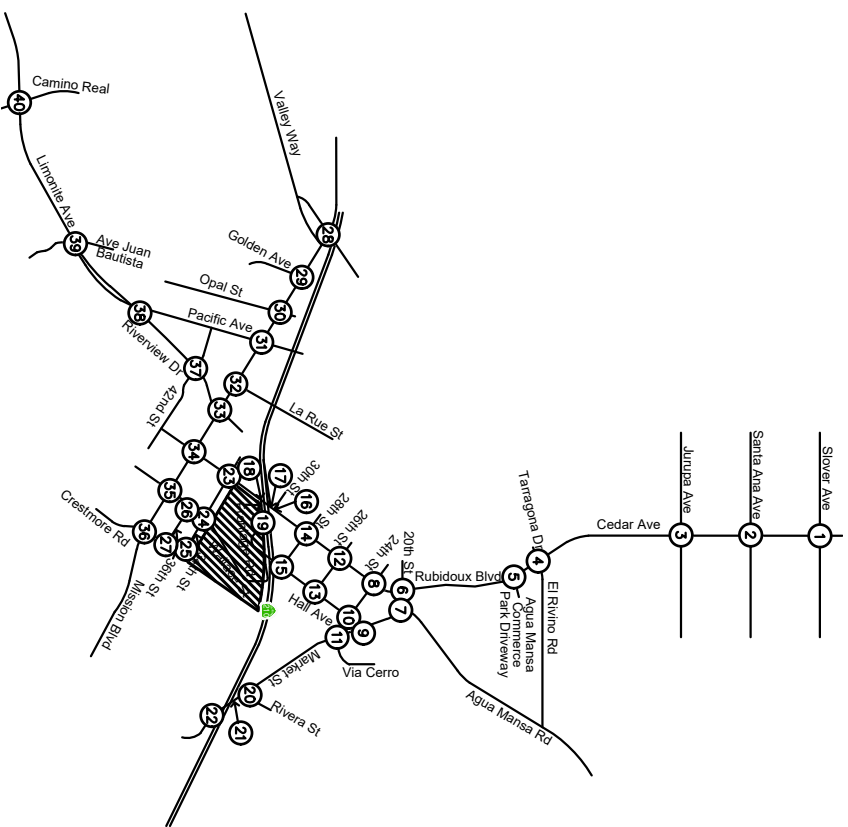 Camino Real
40
Limonite Ave
39
Ave Juan
Bautista
Valley Way
28
Golden Ave
29
Opal St
30
Pacific Ave
31
38
Riverview Dr
37
32
La Rue St
42nd St
33
34
23
18
17
30th St
16
28th St
19
14
26th St
12
24th St
8
20th St
6
Rubidoux Blvd
7
15
13
Hall Ave
10
9
11
Via Cerro
Market St
20
Rivera St
22
21
35
26
24
Crestmore Rd
36
27
25
36th St
Mission Blvd
Tarragona Dr
4
5
El Rivino Rd
Agua Mansa
Commerce
Park Driveway
Agua Mansa Rd
Cedar Ave
Jurupa Ave
3
Santa Ana Ave
2
Slover Ave
1